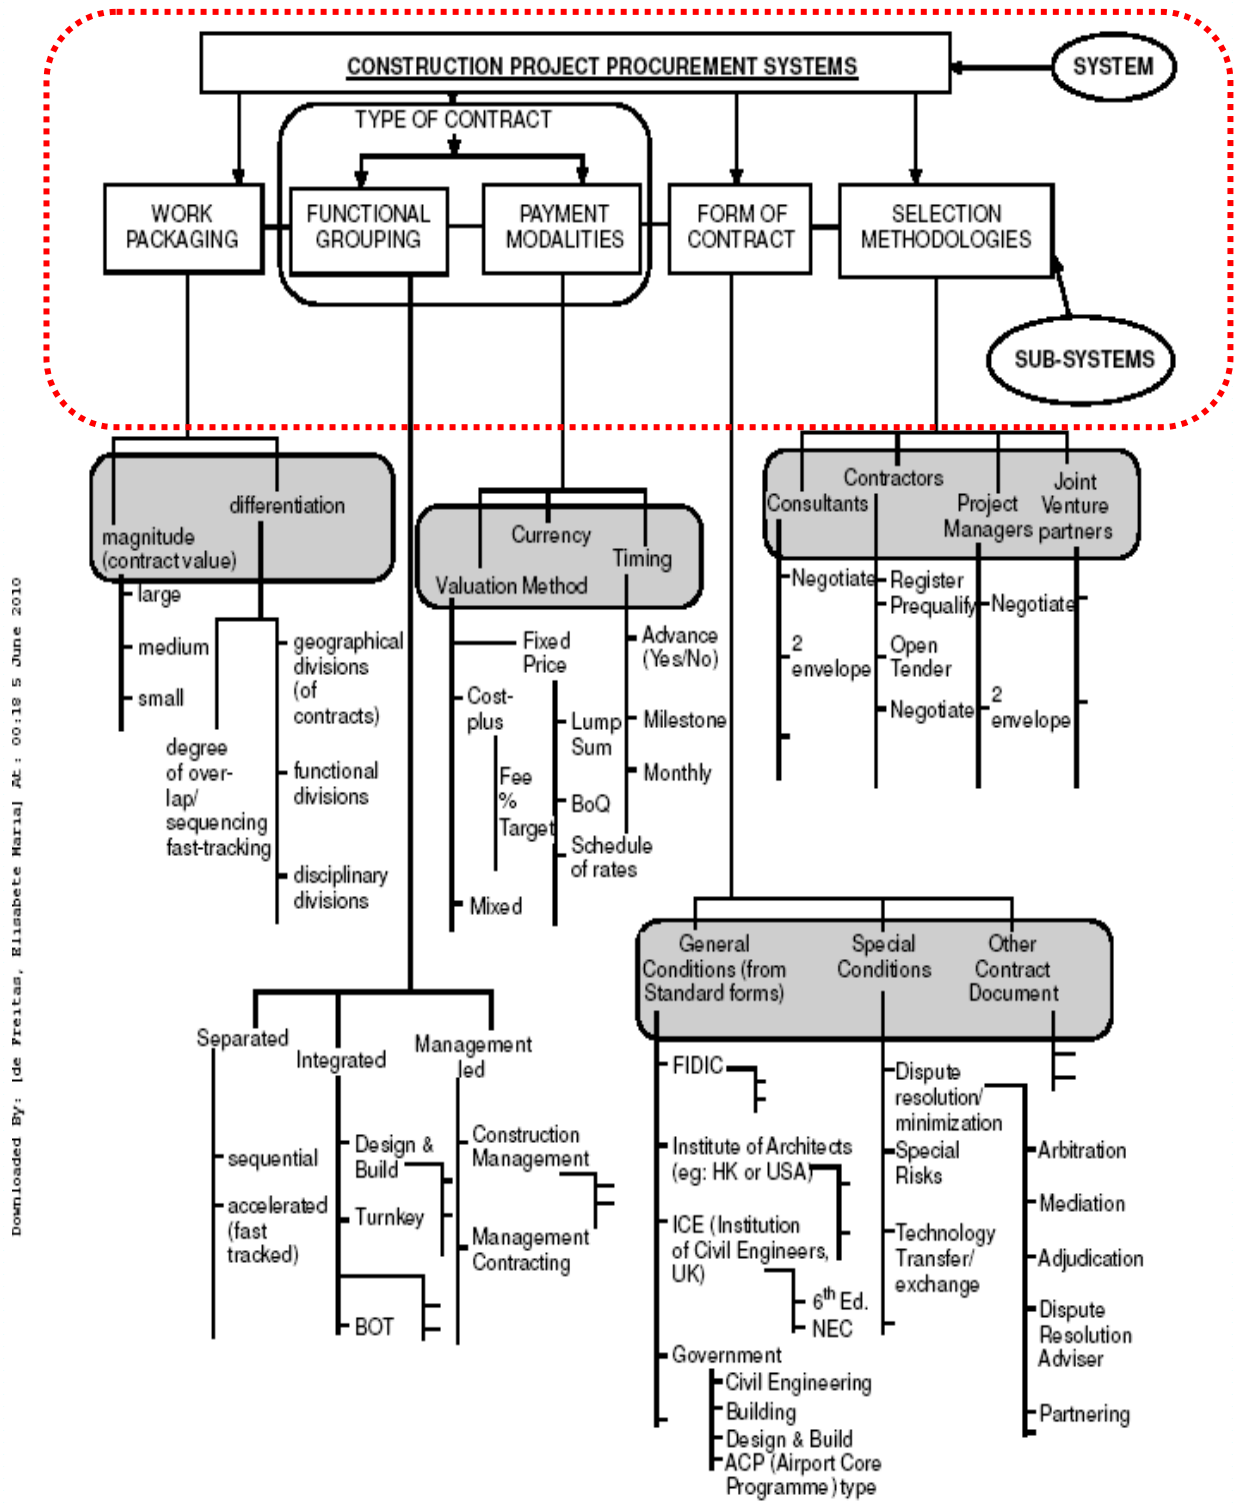 CONSTRUCTION PROJECT PROCUREMENT SYSTEMS
SYSTEM
TYPE OF CONTRACT
WORK
PACKAGING
FUNCTIONAL
GROUPING
PAYMENT
MODALITIES
FORM OF
CONTRACT
SELECTION
METHODOLOGIES
SUB-SYSTEMS
differentiation
magnitude
(contract value)
large
medium
small
geographical
divisions
(of
contracts)
degree
of over-
lap/
sequencing
fast-tracking
functional
divisions
disciplinary
divisions
Currency
Timing
Valuation Method
Fixed
Price
Cost-
plus
Fee
%
Target
Mixed
Lump
Sum
BoQ
Schedule
of rates
Advance
(Yes/No)
Milestone
Monthly
Consultants
Contractors
Project
Managers
Joint
Venture
partners
Negotiate
2
envelope
Register
Prequalify
Open
Tender
Negotiate
Negotiate
2
envelope
Separated
sequential
accelerated
(fast
tracked)
Integrated
Design &
Build
Turnkey
BOT
Management
led
Construction
Management
Management
Contracting
General
Conditions (from
Standard forms)
Special
Conditions
Other
Contract
Document
FIDIC
Institute of Architects
(eg: HK or USA)
ICE (Institution
of Civil Engineers,
UK)
6th Ed.
NEC
Government
Civil Engineering
Building
Design & Build
ACP (Airport Core
Programme) type
Dispute
resolution/
minimization
Special
Risks
Technology
Transfer/
exchange
Arbitration
Mediation
Adjudication
Dispute
Resolution
Adviser
Partnering
Downloaded By: [de Freitas, Elisabete Maria] At: 00:18 5 June 2010